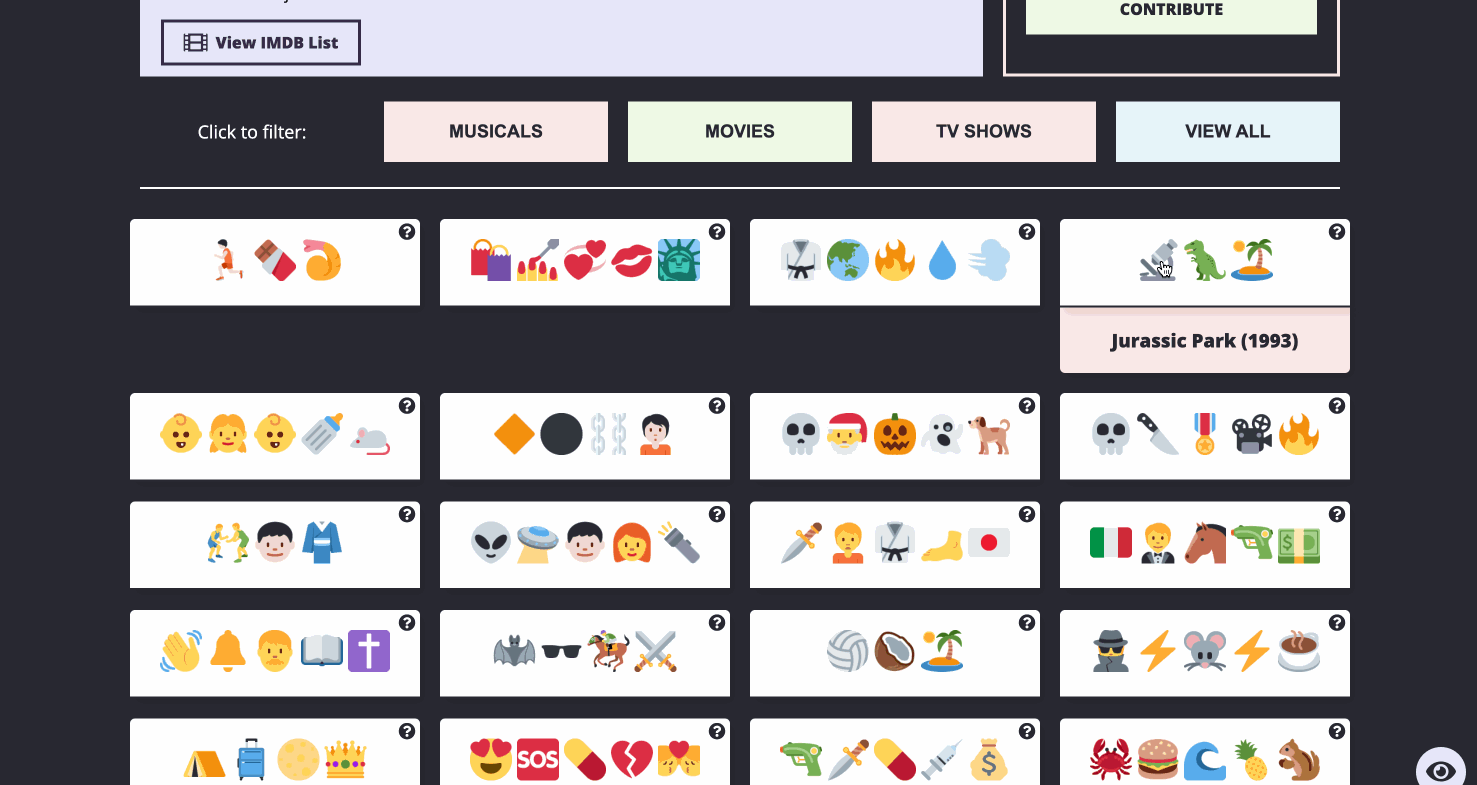 View IMDB List
CONTRIBUTE
Click to filter:
MUSICALS
MOVIES
TV SHOWS
VIEW ALL
Jurassic Park (1993)
SOS